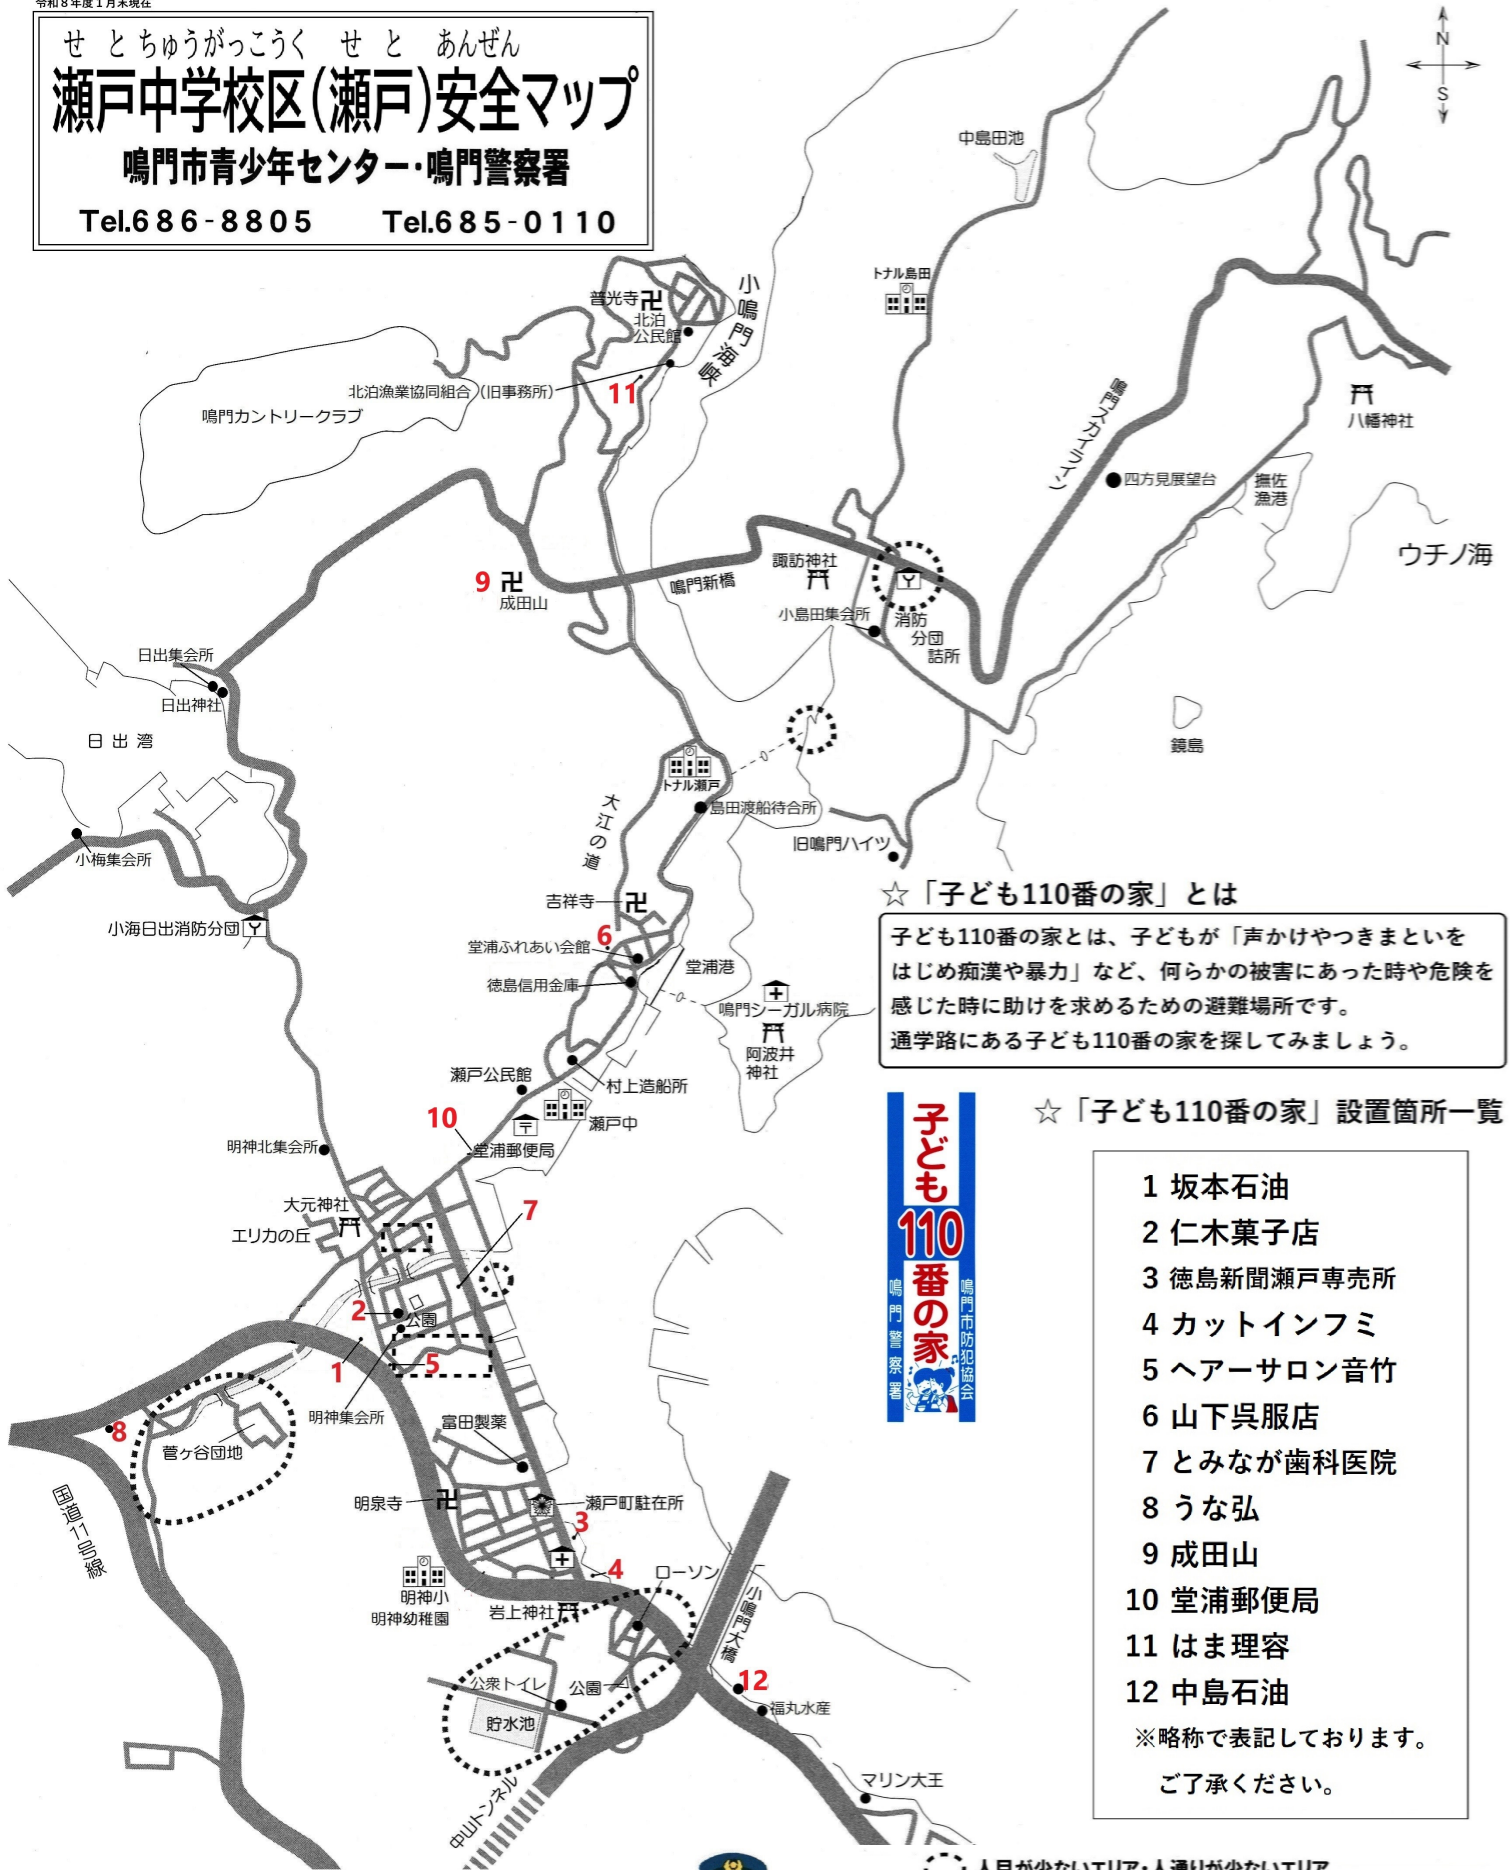 令和8年度1月末現在
せとちゅうがっこうく せと あんぜん
瀬戸中学校区(瀬戸)安全マップ
鳴門市青少年センター・鳴門警察署
Tel.686-8805 Tel.685-0110
N
S
中島田池
トナル島田
小鳴門海峡
普光寺
北泊
公民館
北泊漁業協同組合(旧事務所)
11
鳴門カントリークラブ
鳴門スカイライン
八幡神社
四方見展望台
撫佐
漁港
ウチノ海
9
成田山
鳴門新橋
諏訪神社
小島田集会所
消防
分団
詰所
日出集会所
日出神社
日出湾
鏡島
トナル瀬戸
島田渡船待合所
大江の道
旧鳴門ハイツ
小梅集会所
吉祥寺
小海日出消防分団
6
堂浦ふれあい会館
徳島信用金庫
堂浦港
鳴門シーガル病院
阿波井
神社
瀬戸公民館
村上造船所
瀬戸中
10
堂浦郵便局
明神北集会所
大元神社
エリカの丘
7
2
公園
1
5
明神集会所
8
菅ヶ谷団地
富田製薬
国道11号線
明泉寺
瀬戸町駐在所
3
4
ローソン
明神小
明神幼稚園
岩上神社
小鳴門大橋
公衆トイレ
公園
貯水池
12
福丸水産
中山トンネル
マリン大王
☆「子ども110番の家」とは
子ども110番の家とは、子どもが「声かけやつきまといを
はじめ痴漢や暴力」など、何らかの被害にあった時や危険を
感じた時に助けを求めるための避難場所です。
通学路にある子ども110番の家を探してみましょう。
子ども110番の家
鳴門警察署
鳴門市防犯協会
☆「子ども110番の家」設置箇所一覧
1 坂本石油
2 仁木菓子店
3 徳島新聞瀬戸専売所
4 カットインフミ
5 ヘアーサロン音竹
6 山下呉服店
7 とみなが歯科医院
8 うな弘
9 成田山
10 堂浦郵便局
11 はま理容
12 中島石油
※略称で表記しております。
ご了承ください。
人目が少ないエリア・人通りが少ないエリア